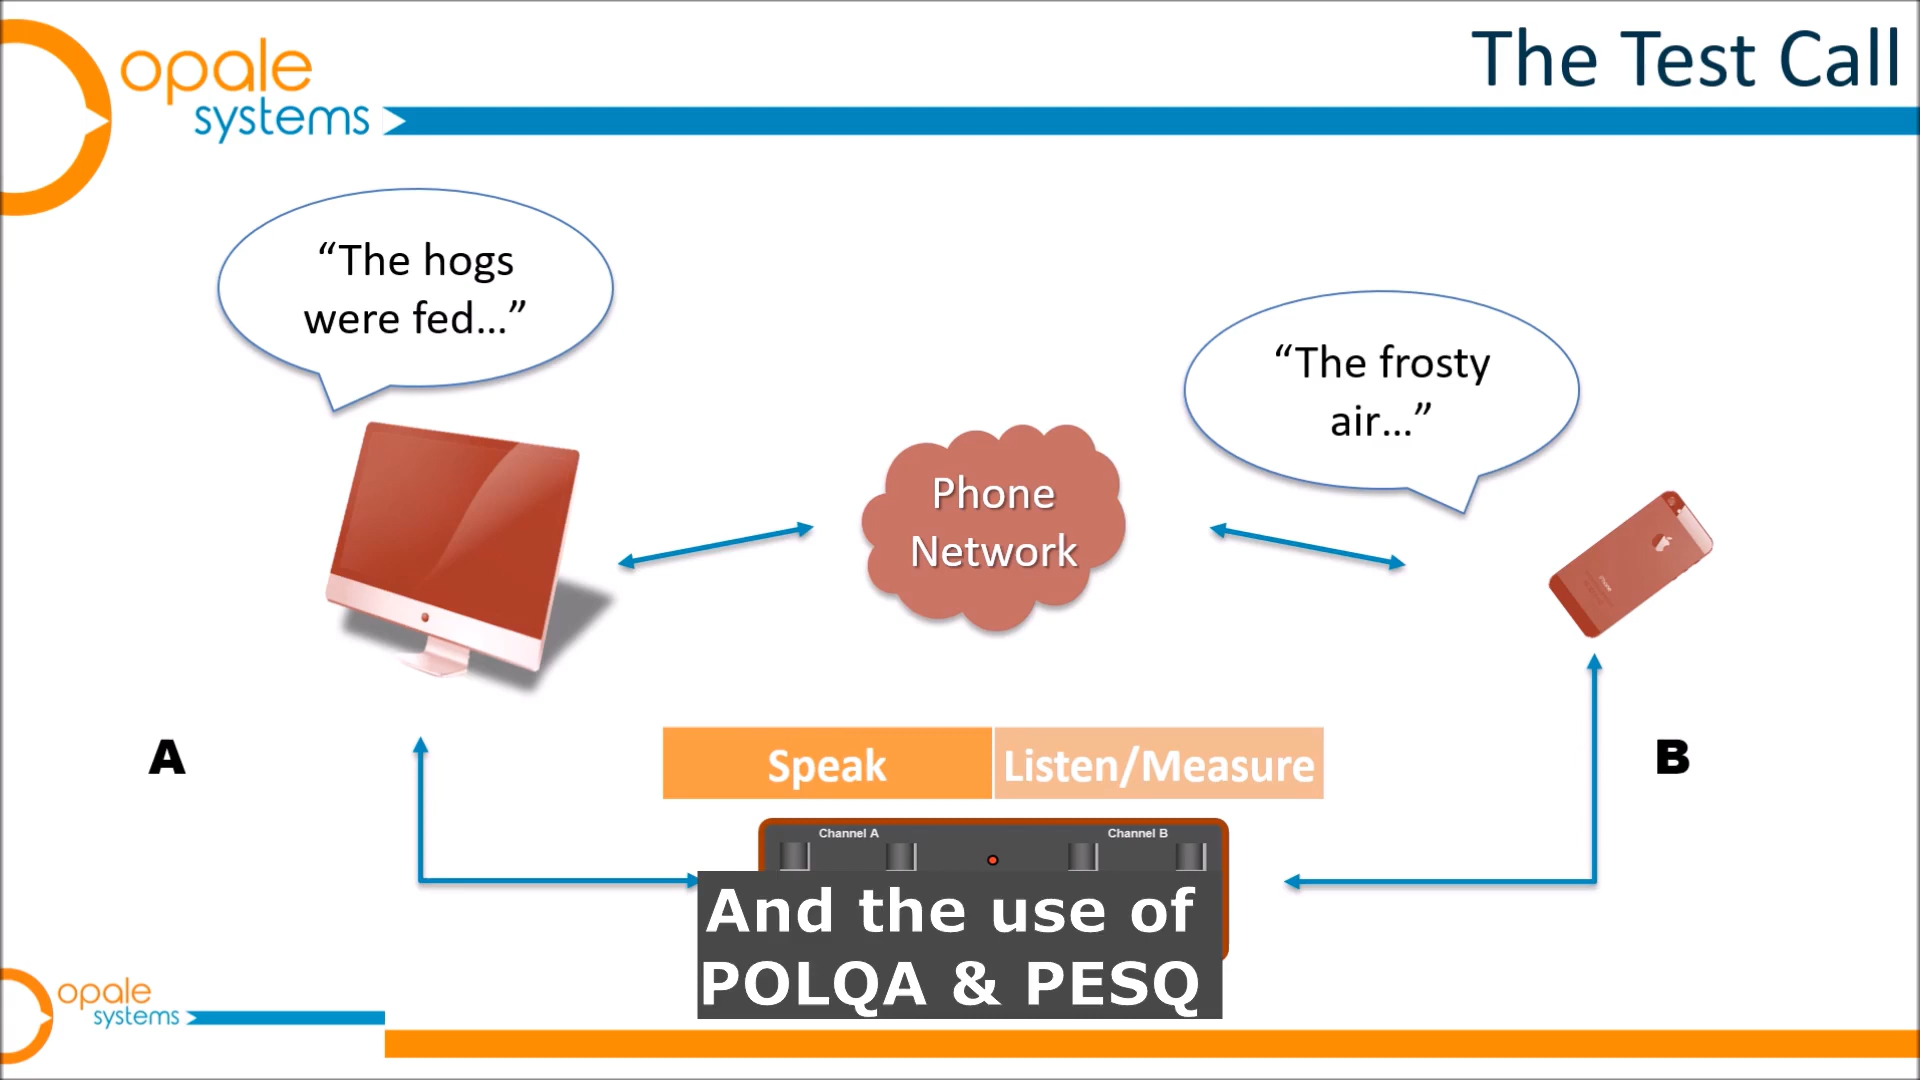 opale
systems
The Test Call
“The hogs
were fed...”
“The frosty
air...”
Phone
Network
A
B
Speak
Listen/Measure
Channel A
Channel B
And the use of
POLQA & PESQ
opale
systems